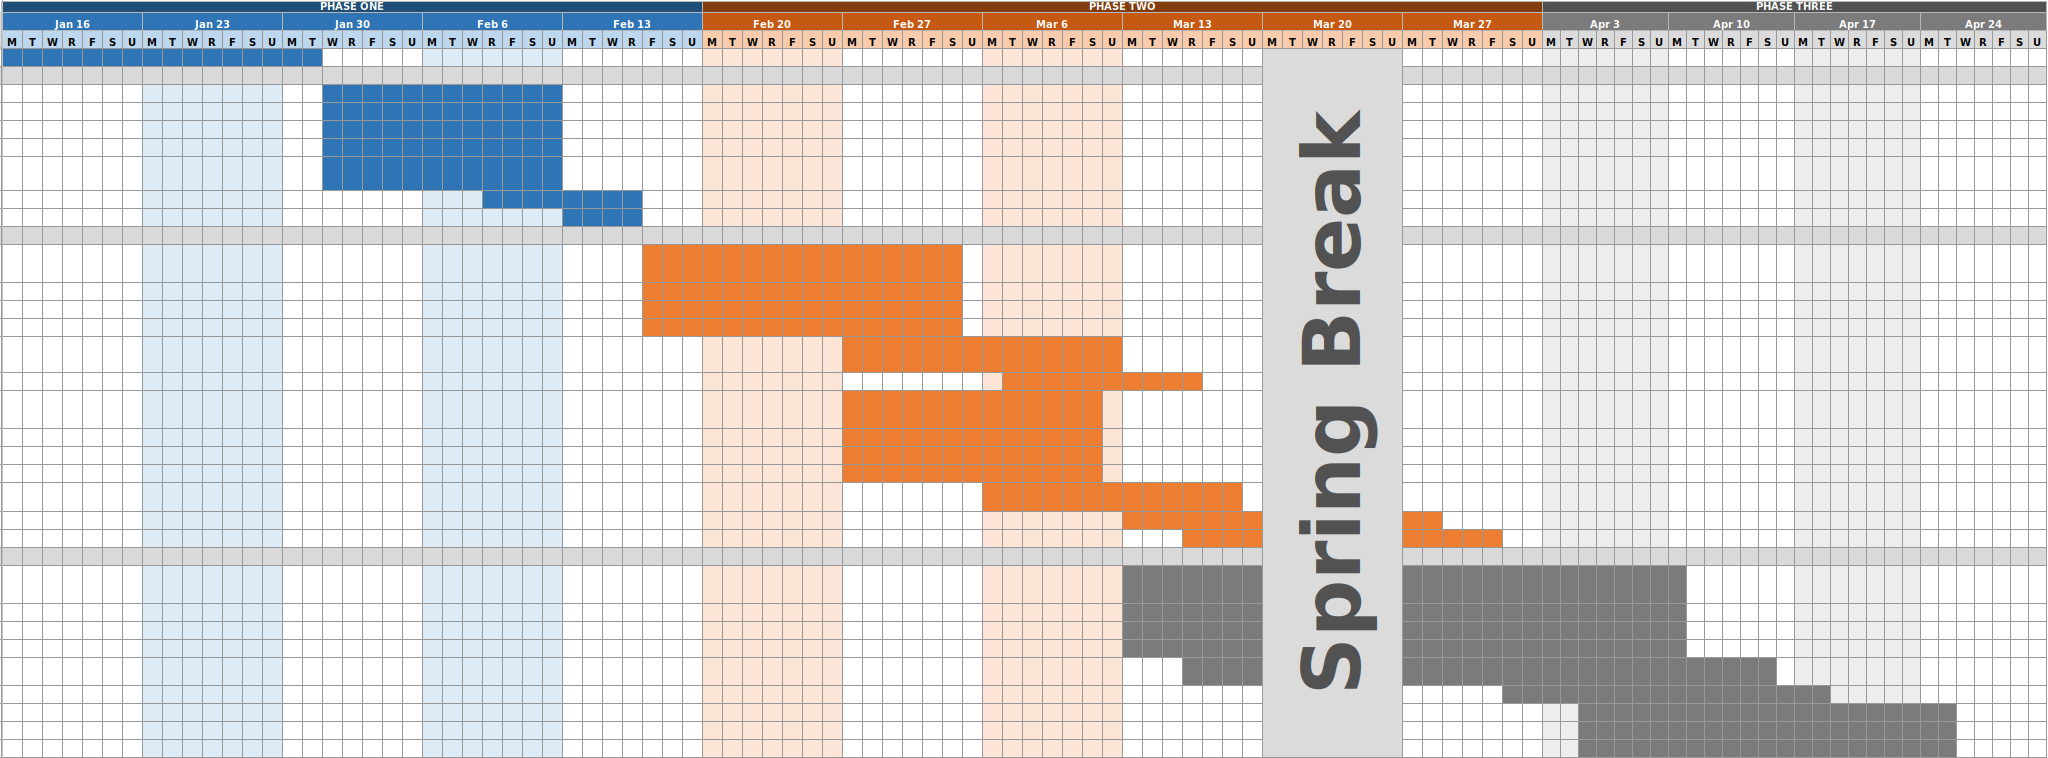 PHASE ONE PHASE TWO PHASE THREE
Jan 16 Jan 23 Jan 30 Feb 6 Feb 13 Feb 20 Feb 27 Mar 6 Mar 13 Mar 20 Mar 27 Apr 3 Apr 10 Apr 17 Apr 24
M T W R F S U M T W R F S U M T W R F S U M T W R F S U M T W R F S U M T W R F S U M T W R F S U M T W R F S U M T W R F S U M T W R F S U M T W R F S U M T W R F S U M T W R F S U M T W R F S U M T W R F S U
Spring Break